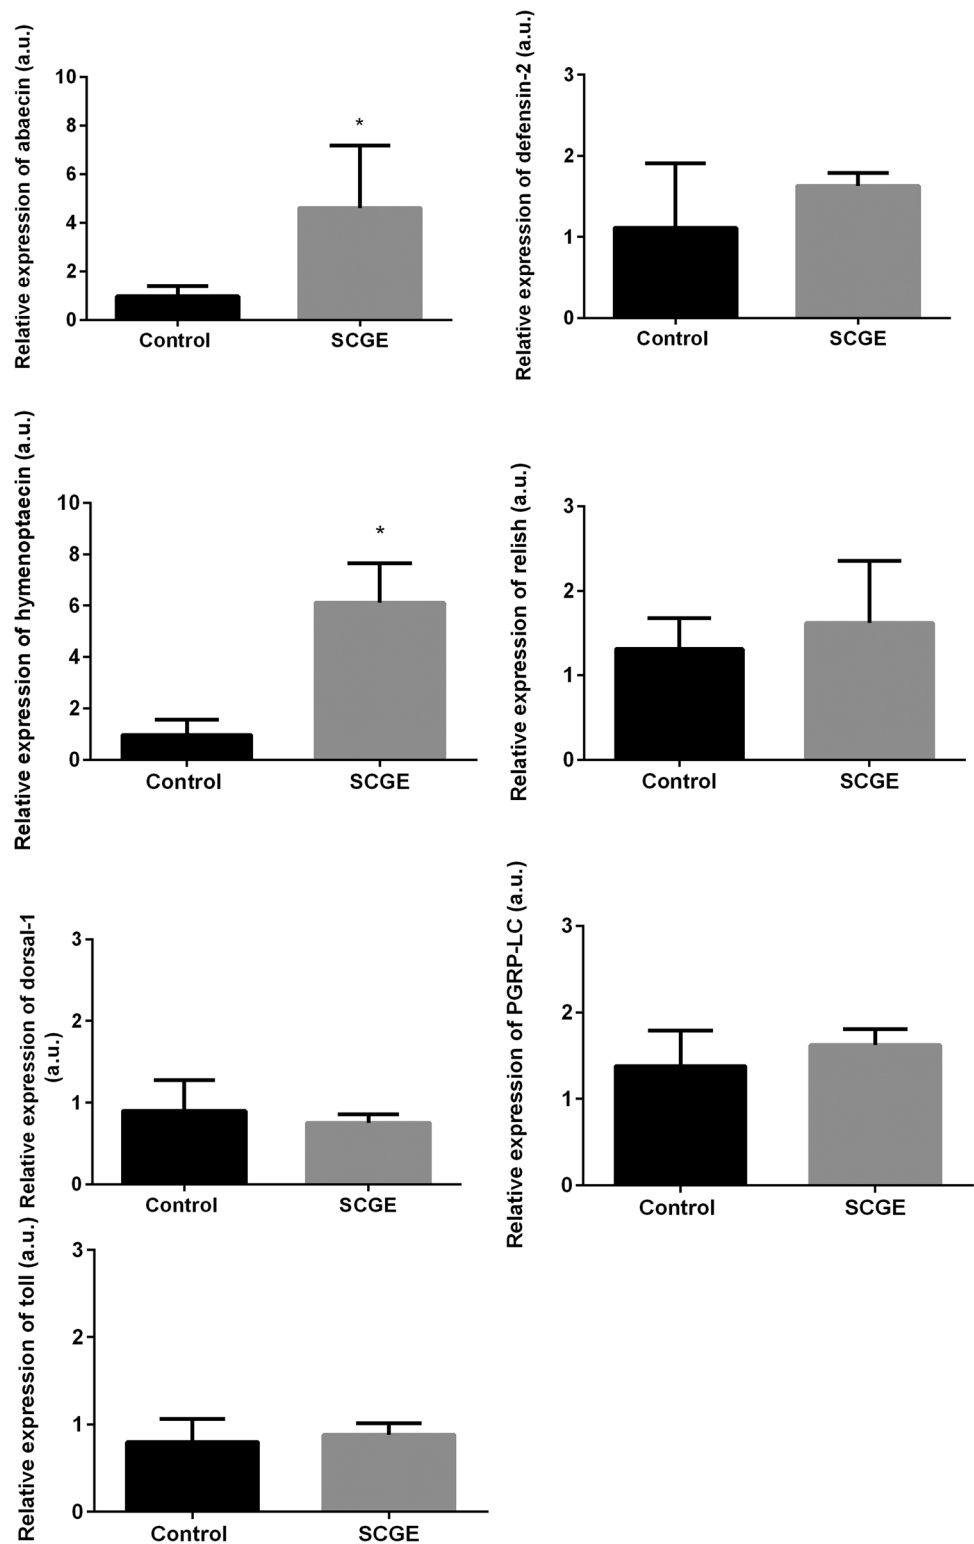 Relative expression of abaecin (a.u.)
10
8
6
4
2
0
*
Control
SCGE
Relative expression of defensin-2 (a.u.)
3
2
1
0
Control
SCGE
Relative expression of hymenoptaecin (a.u.)
10
8
6
4
2
0
*
Control
SCGE
Relative expression of relish (a.u.)
3
2
1
0
Control
SCGE
Relative expression of dorsal-1
(a.u.)
3
2
1
0
Control
SCGE
Relative expression of PGRP-LC (a.u.)
3
2
1
0
Control
SCGE
Relative expression of toll (a.u.)
3
2
1
0
Control
SCGE